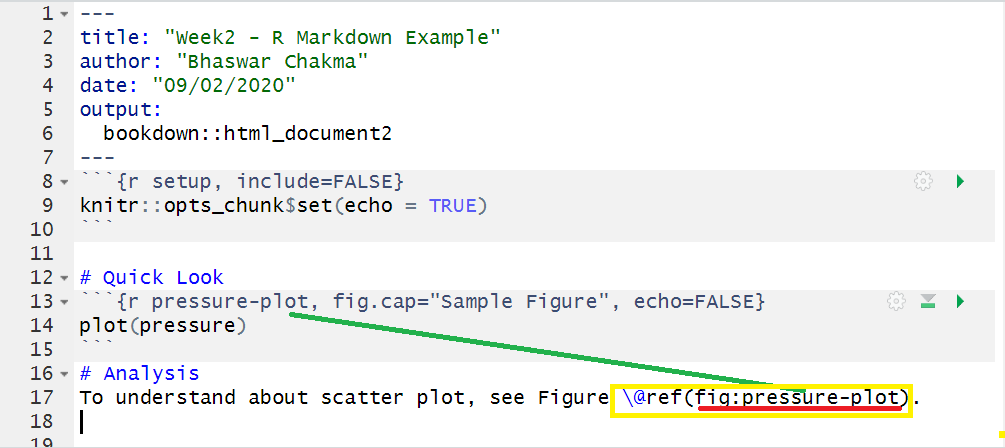 1 ---
2 title: "Week2 - R Markdown Example"
3 author: "Bhaswar Chakma"
4 date: "09/02/2020"
5 output:
6   bookdown::html_document2
7 ---
8 ```{r setup, include=FALSE}
9 knitr::opts_chunk$set(echo = TRUE)
10 ```
11
12 # Quick Look
13 ```{r pressure-plot, fig.cap="Sample Figure", echo=FALSE}
14 plot(pressure)
15 ```
16 # Analysis
17 To understand about scatter plot, see Figure \@ref(fig:pressure-plot).
18
19